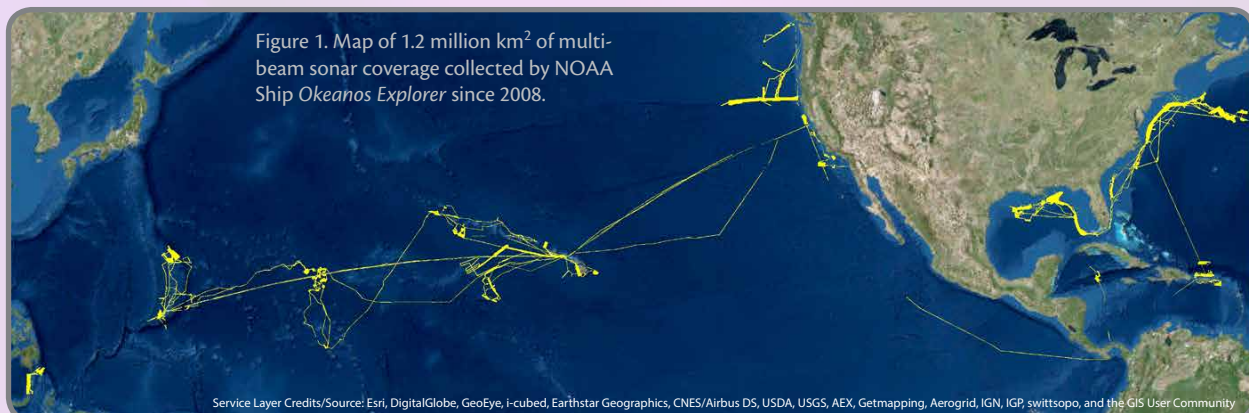 Figure 1. Map of 1.2 million km² of multi-
beam sonar coverage collected by NOAA
Ship Okeanos Explorer since 2008.
Service Layer Credits/Source: Esri, DigitalGlobe, GeoEye, i-cubed, Earthstar Geographics, CNES/Airbus DS, USDA, USGS, AEX, Getmapping, Aerogrid, IGN, IGP, swittsopo, and the GIS User Community